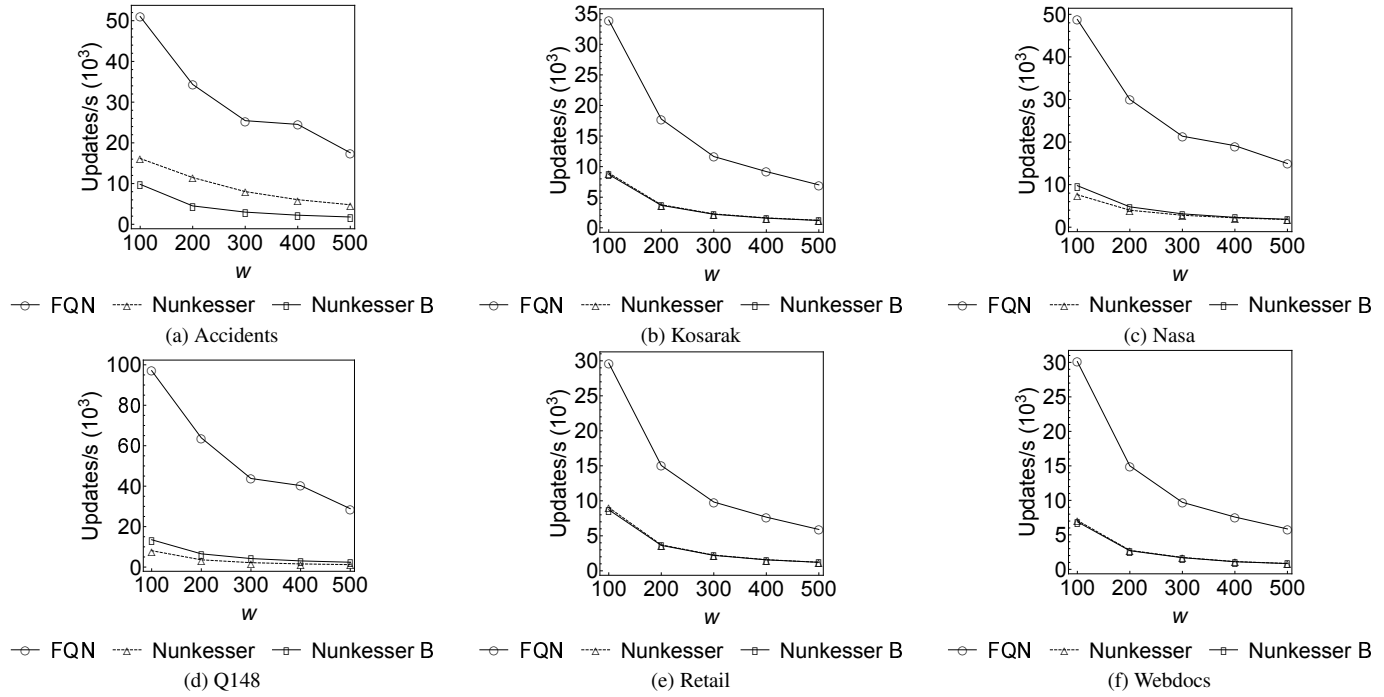 60
50
40
30
20
10
0
Updates/s (10³)
100 200 300 400 500
w
FQN Nunkesser Nunkesser B
(a) Accidents
35
30
25
20
15
10
5
0
Updates/s (10³)
100 200 300 400 500
w
FQN Nunkesser Nunkesser B
(b) Kosarak
50
40
30
20
10
0
Updates/s (10³)
100 200 300 400 500
w
FQN Nunkesser Nunkesser B
(c) Nasa
100
80
60
40
20
0
Updates/s (10³)
100 200 300 400 500
w
FQN Nunkesser Nunkesser B
(d) Q148
30
25
20
15
10
5
0
Updates/s (10³)
100 200 300 400 500
w
FQN Nunkesser Nunkesser B
(e) Retail
30
25
20
15
10
5
0
Updates/s (10³)
100 200 300 400 500
w
FQN Nunkesser Nunkesser B
(f) Webdocs